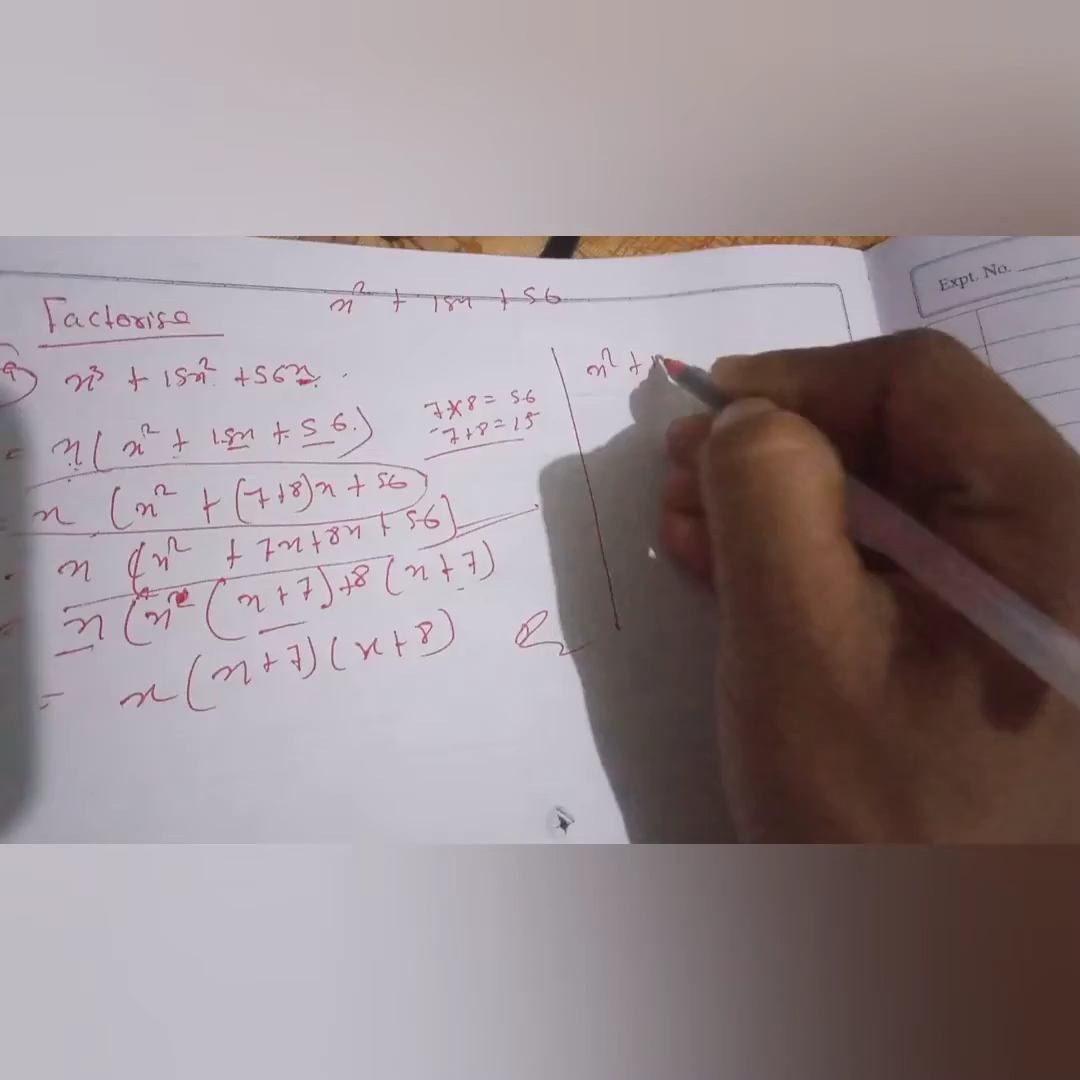 Factorise
x² + 15x + 56
x³ + 15x² + 56x
= x(x² + 15x + 56)
7×8 = 56
7+8 = 15
= x (x² + (7+8)x + 56
= x (x² + 7x+8x + 56)
= x (x (x+7)+8(x+7)
= x(x+7)(x+8)
x² +
Expt. No.